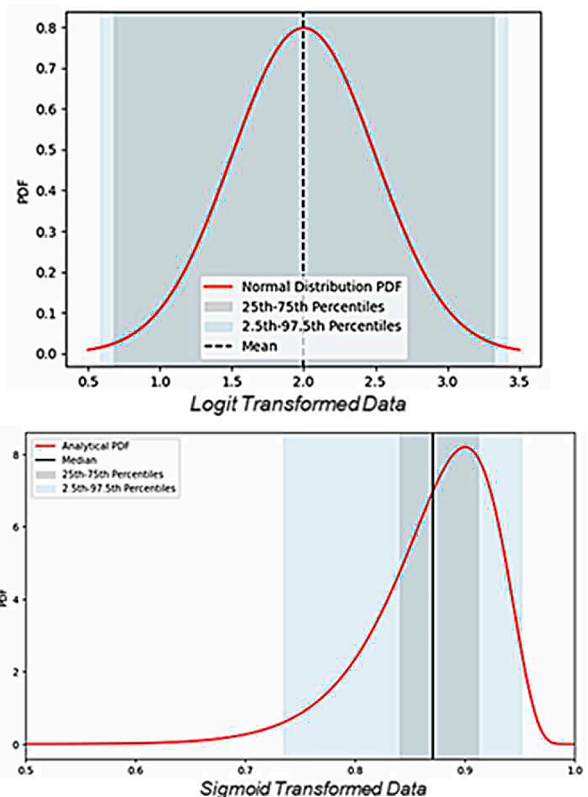 0.8
0.7
0.6
0.5
0.4
0.3
0.2
0.1
0.0
PDF
Normal Distribution PDF
25th-75th Percentiles
2.5th-97.5th Percentiles
Mean
0.5 1.0 1.5 2.0 2.5 3.0 3.5
Logit Transformed Data
Analytical PDF
Median
25th-75th Percentiles
2.5th-97.5th Percentiles
8
6
4
2
0
PDF
0.5 0.6 0.7 0.8 0.9 1.0
Sigmoid Transformed Data